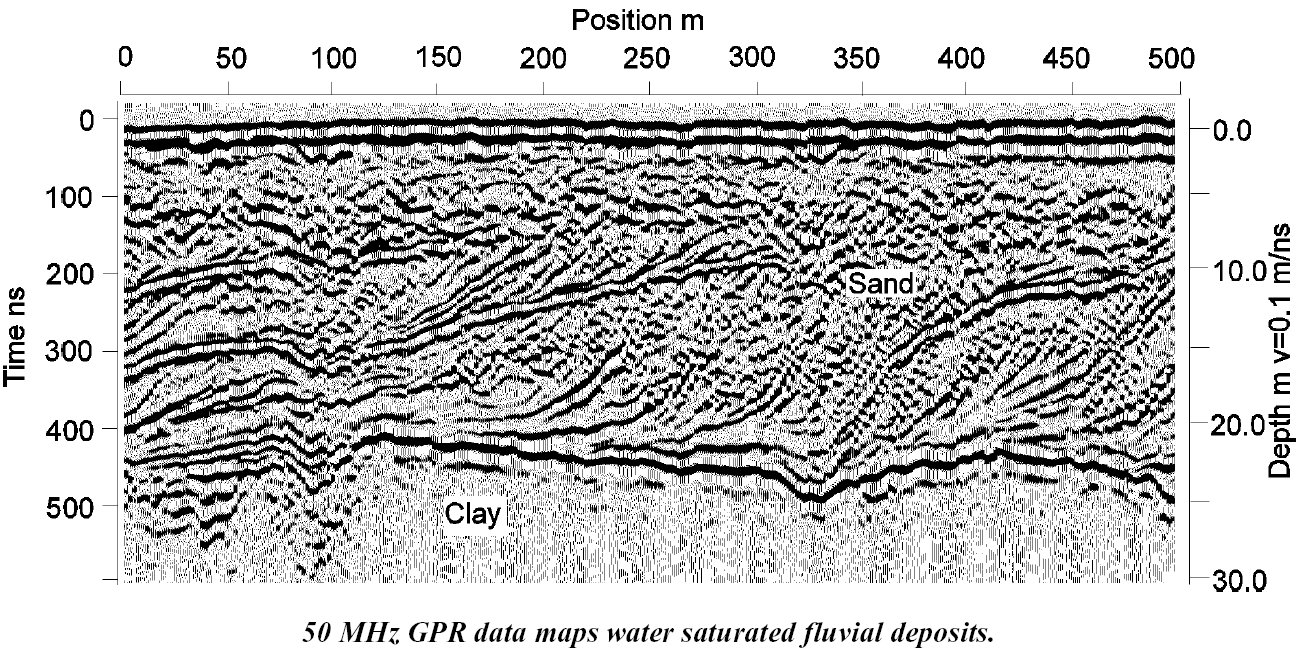 Position m
0 50 100 150 200 250 300 350 400 450 500
0
100
200
300
400
500
Time ns
0.0
10.0
20.0
30.0
Depth m v=0.1 m/ns
Sand
Clay
50 MHz GPR data maps water saturated fluvial deposits.